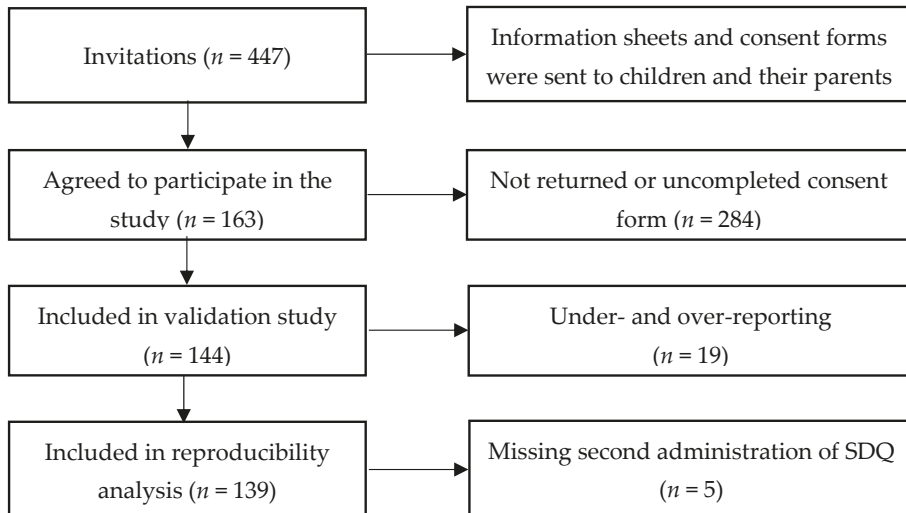 Invitations (n = 447)
Information sheets and consent forms
were sent to children and their parents
Agreed to participate in the
study (n = 163)
Not returned or uncompleted consent
form (n = 284)
Included in validation study
(n = 144)
Under- and over-reporting
(n = 19)
Included in reproducibility
analysis (n = 139)
Missing second administration of SDQ
(n = 5)